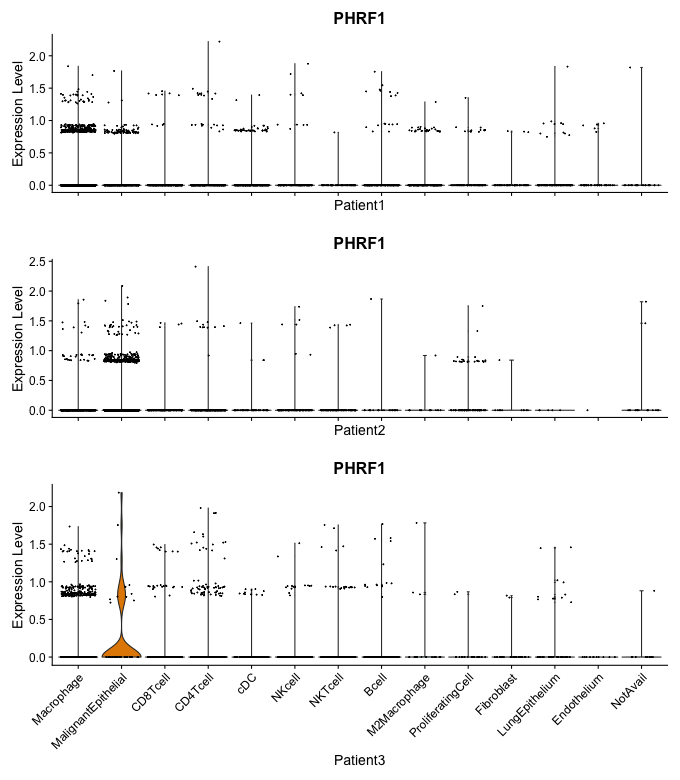 PHRF1
Expression Level
2.0
1.5
1.0
0.5
0.0
Patient1
PHRF1
Expression Level
2.5
2.0
1.5
1.0
0.5
0.0
Patient2
PHRF1
Expression Level
2.0
1.5
1.0
0.5
0.0
Macrophage
MalignantEpithelial
CD8Tcell
CD4Tcell
cDC
NKcell
NKTcell
Bcell
M2Macrophage
ProliferatingCell
Fibroblast
LungEpithelium
Endothelium
NotAvail
Patient3